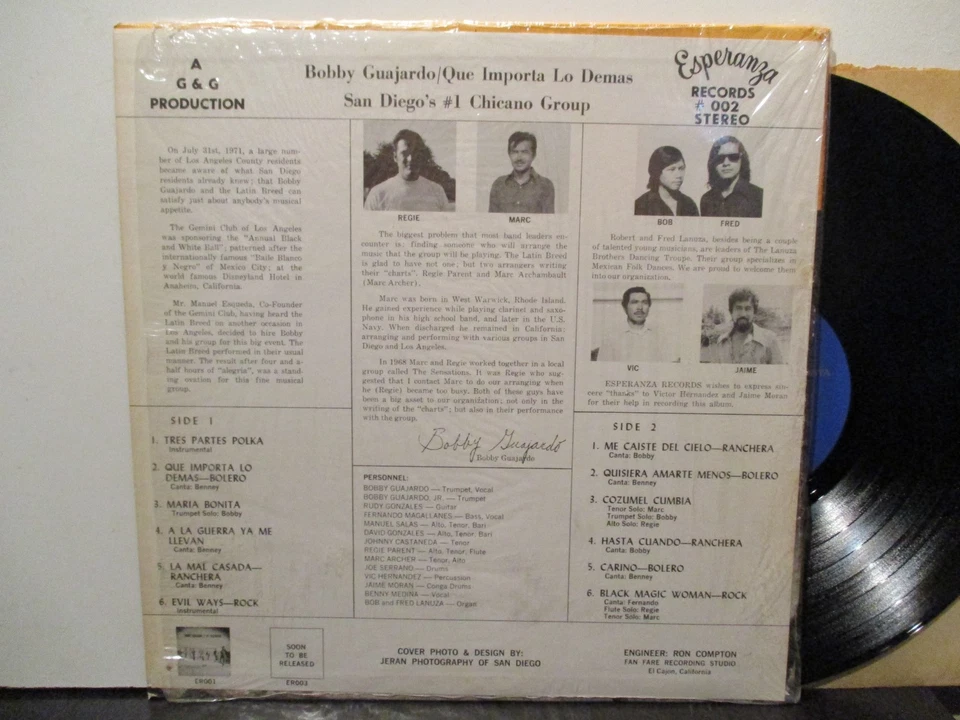 A
G & G
PRODUCTION
Bobby Guajardo/Que Importa Lo Demas
San Diego's #1 Chicano Group
Esperanza
RECORDS
# 002
STEREO
On July 31st, 1971, a large num-
ber of Los Angeles County residents
became aware of what San Diego
residents already knew; that Bobby
Guajardo and the Latin Breed can
satisfy just about anybody's musical
appetite.
The Gemini Club of Los Angeles
was sponsering the "Annual Black
and White Ball"; patterned after the
internationally famous "Baile Blanco
y Negro" of Mexico City; at the
world famous Disneyland Hotel in
Anaheim, California.
Mr. Manuel Esqueda, Co-Founder
of the Gemini Club, having heard the
Latin Breed on another occasion in
Los Angeles, decided to hire Bobby
and his group for this big event. The
Latin Breed performed in their usual
manner. The result after four and a-
half hours of "alegria", was a stand-
ing ovation for this fine musical
group.
REGIE
MARC
The biggest problem that most band leaders en-
counter is; finding someone who will arrange the
music that the group will be playing. The Latin Breed
is glad to have not one; but two arrangers writing
their "charts". Regie Parent and Marc Archambault
(Marc Archer).
Marc was born in West Warwick, Rhode Island.
He gained experience while playing clarinet and saxo-
phone in his high school band, and later in the U.S.
Navy. When discharged he remained in California;
arranging and performing with various groups in San
Diego and Los Angeles.
In 1968 Marc and Regie worked together in a local
group called The Sensations. It was Regie who sug-
gested that I contact Marc to do our arranging when
he (Regie) became too busy. Both of these guys have
been a big asset to our organization; not only in the
writing of the "charts"; but also in their performance
with the group.
Bobby Guajardo
Bobby Guajardo
BOB
FRED
Robert and Fred Lanuza, besides being a couple
of talented young musicians, are leaders of The Lanuza
Brothers Dancing Troupe. Their group specializes in
Mexican Folk Dances. We are proud to welcome them
into our organization.
VIC
JAIME
ESPERANZA RECORDS wishes to express sin-
cere "thanks" to Victor Hernandes and Jaime Moran
for their help in recording this album.
SIDE 1
1. TRES PARTES POLKA
Instrumental
2. QUE IMPORTA LO
DEMAS—BOLERO
Canta: Benney
3. MARIA BONITA
Trumpet Solo: Bobby
4. A LA GUERRA YA ME
LLEVAN
Canta: Benney
5. LA MAL CASADA—
RANCHERA
Canta: Benney
6. EVIL WAYS—ROCK
Instrumental
PERSONNEL:
BOBBY GUAJARDO — Trumpet, Vocal
BOBBY GUAJARDO, JR. — Trumpet
RUDY GONZALES — Guitar
FERNANDO MAGALLANES — Bass, Vocal
MANUEL SALAS — Alto, Tenor, Bari
DAVID GONZALES — Alto, Tenor, Bari
JOHNNY CASTANEDA — Tenor
REGIE PARENT — Alto, Tenor, Flute
MARC ARCHER — Tenor, Alto
JOE SERRANO — Drums
VIC HERNANDEZ — Percussion
JAIME MORAN — Conga Drums
BENNY MEDINA — Vocal
BOB and FRED LANUZA — Organ
SIDE 2
1. ME CAISTE DEL CIELO—RANCHERA
Canta: Bobby
2. QUISIERA AMARTE MENOS—BOLERO
Canta: Benney
3. COZUMEL CUMBIA
Tenor Solo: Marc
Trumpet Solo: Bobby
Alto Solo: Regie
4. HASTA CUANDO—RANCHERA
Canta: Bobby
5. CARINO—BOLERO
Canta: Benney
6. BLACK MAGIC WOMAN—ROCK
Canta: Fernando
Flute Solo: Regie
Tenor Solo: Marc
ER001
SOON
TO BE
RELEASED
ER003
COVER PHOTO & DESIGN BY:
JERAN PHOTOGRAPHY OF SAN DIEGO
ENGINEER: RON COMPTON
FAN FARE RECORDING STUDIO
El Cajon, California